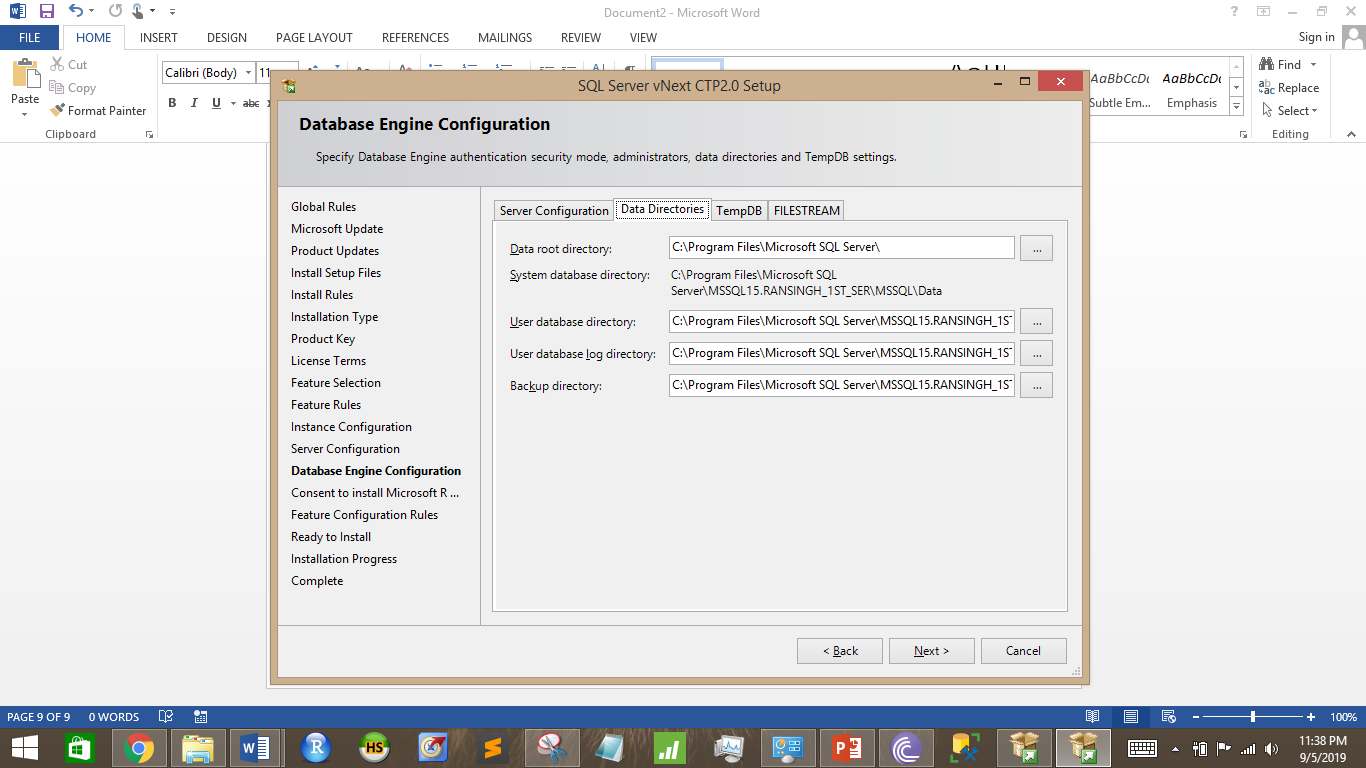 Document2 - Microsoft Word
FILE
HOME
INSERT
DESIGN
PAGE LAYOUT
REFERENCES
MAILINGS
REVIEW
VIEW
Sign in
Paste
Cut
Copy
Format Painter
Clipboard
Calibri (Body)
11
B I U abc
AaBbCcDc
AaBbCcDc
Subtle Em...
Emphasis
Find
Replace
Select
Editing
SQL Server vNext CTP2.0 Setup
Database Engine Configuration
Specify Database Engine authentication security mode, administrators, data directories and TempDB settings.
Global Rules
Microsoft Update
Product Updates
Install Setup Files
Install Rules
Installation Type
Product Key
License Terms
Feature Selection
Feature Rules
Instance Configuration
Server Configuration
Database Engine Configuration
Consent to install Microsoft R ...
Feature Configuration Rules
Ready to Install
Installation Progress
Complete
Server Configuration
Data Directories
TempDB
FILESTREAM
Data root directory:
C:\Program Files\Microsoft SQL Server\
...
System database directory:
C:\Program Files\Microsoft SQL
Server\MSSQL15.RANSINGH_1ST_SER\MSSQL\Data
User database directory:
C:\Program Files\Microsoft SQL Server\MSSQL15.RANSINGH_1ST
...
User database log directory:
C:\Program Files\Microsoft SQL Server\MSSQL15.RANSINGH_1ST
...
Backup directory:
C:\Program Files\Microsoft SQL Server\MSSQL15.RANSINGH_1ST
...
< Back
Next >
Cancel
PAGE 9 OF 9
0 WORDS
100%
R
HS
S
11:38 PM
9/5/2019